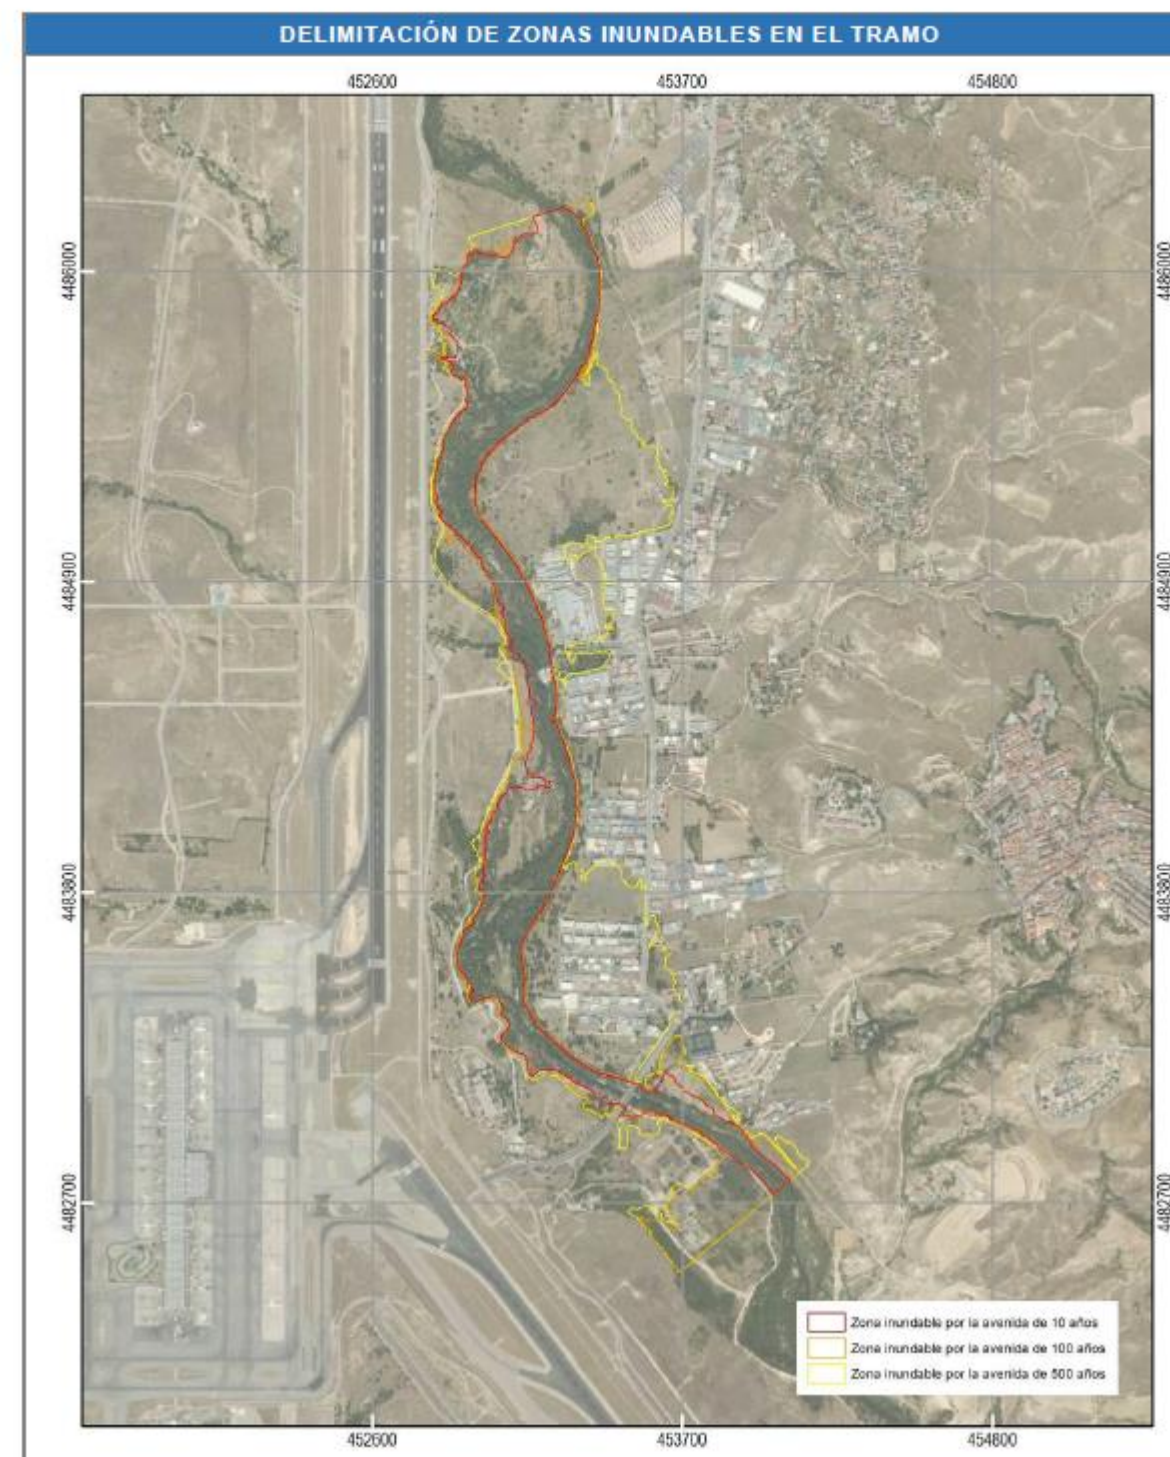 DELIMITACIÓN DE ZONAS INUNDABLES EN EL TRAMO
452600 453700 454800
4486000 4486000
4484900 4484900
4483800 4483800
4482700 4482700
Zona inundable por la avenida de 10 años
Zona inundable por la avenida de 100 años
Zona inundable por la avenida de 500 años
452600 453700 454800